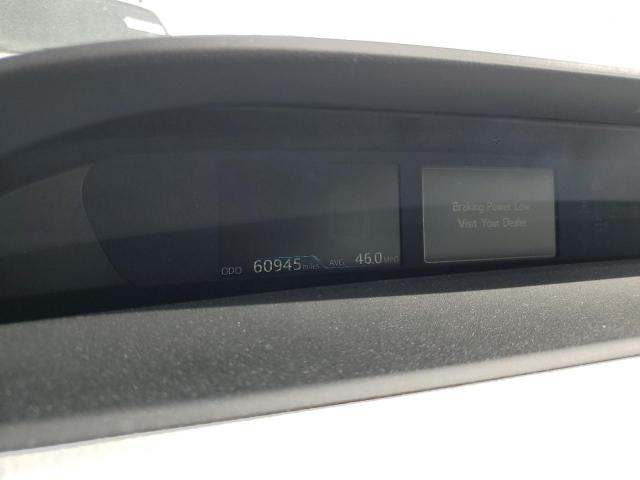 ODO 60945 miles AVG 46.0 MPG
Braking Power Low
Visit Your Dealer